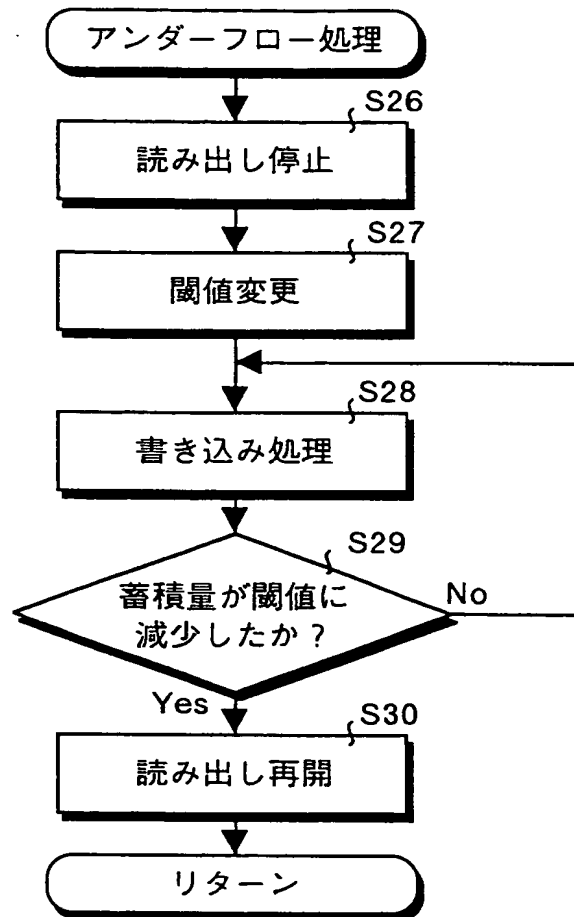 アンダーフロー処理
S26
読み出し停止
S27
閾値変更
S28
書き込み処理
S29
蓄積量が閾値に
減少したか？
No
Yes
S30
読み出し再開
リターン